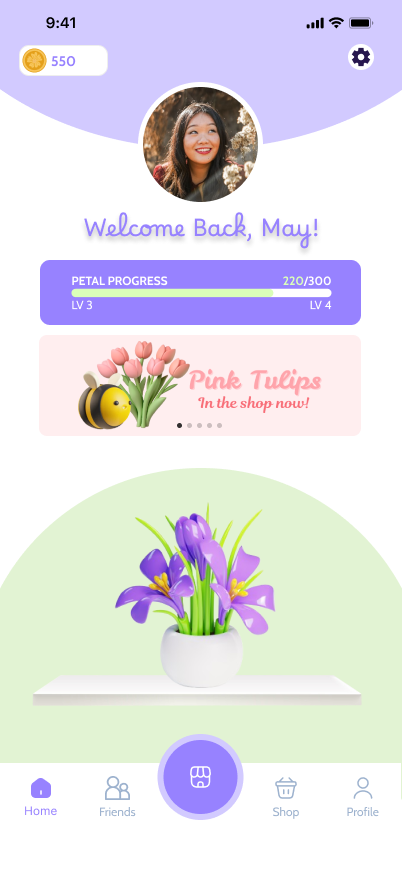 9:41
550
Welcome Back, May!
PETAL PROGRESS 220/300
LV 3 LV 4
Pink Tulips
In the shop now!
Home Friends Shop Profile